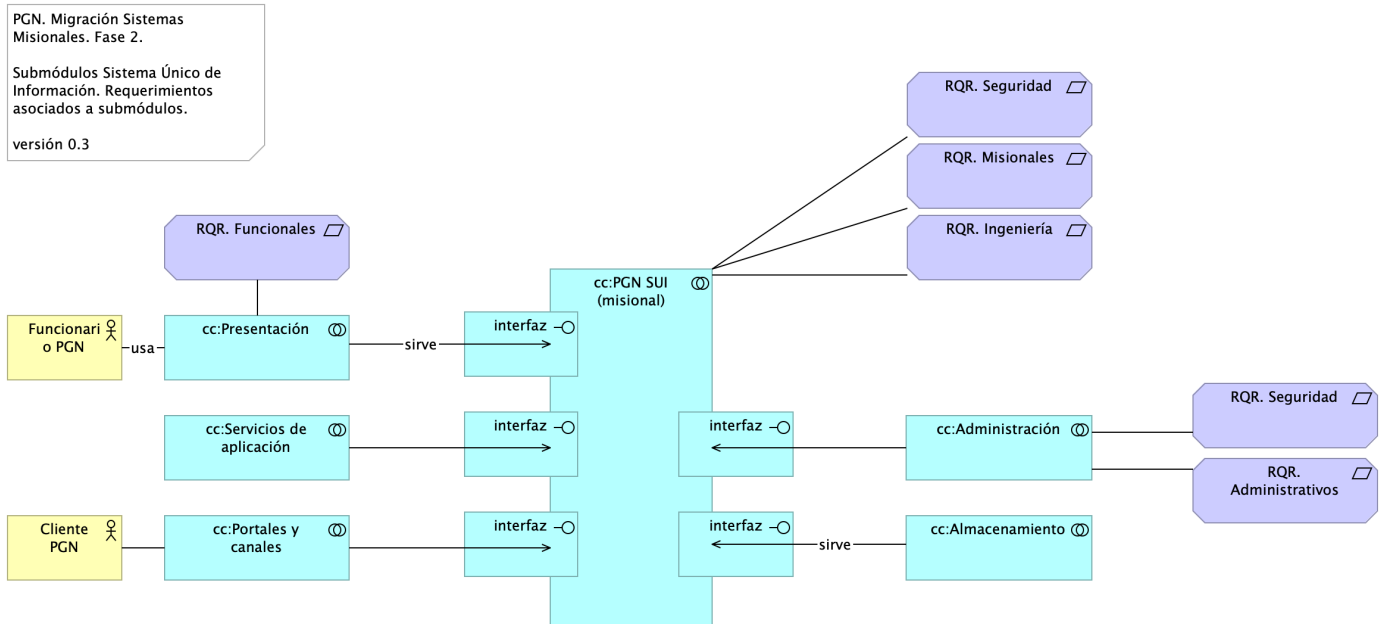 PGN. Migración Sistemas
Misionales. Fase 2.
Submódulos Sistema Único de
Información. Requerimientos
asociados a submódulos.
versión 0.3
RQR. Seguridad
RQR. Misionales
RQR. Funcionales
RQR. Ingeniería
cc:PGN SUI
(misional)
Funcionari
o PGN
usa
cc:Presentación
sirve
interfaz
cc:Servicios de
aplicación
interfaz
interfaz
cc:Administración
RQR. Seguridad
RQR.
Administrativos
Cliente
PGN
cc:Portales y
canales
interfaz
interfaz
sirve
cc:Almacenamiento